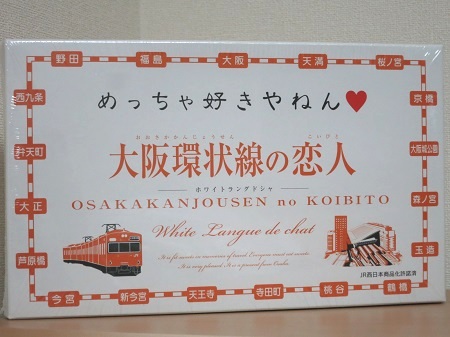 野田 福島 大阪 天満 桜ノ宮
西九条 京橋
めっちゃ好きやねん♥
弁天町 大阪城公園
おおさかかんじょうせん こいびと
大阪環状線の恋人
ホワイトラングドシャ
大正 森ノ宮
OSAKAKANJOUSEN no KOIBITO
White Langue de chat
芦原橋 玉造
JR西日本商品化許諾済
今宮 新今宮 天王寺 寺田町 桃谷 鶴橋